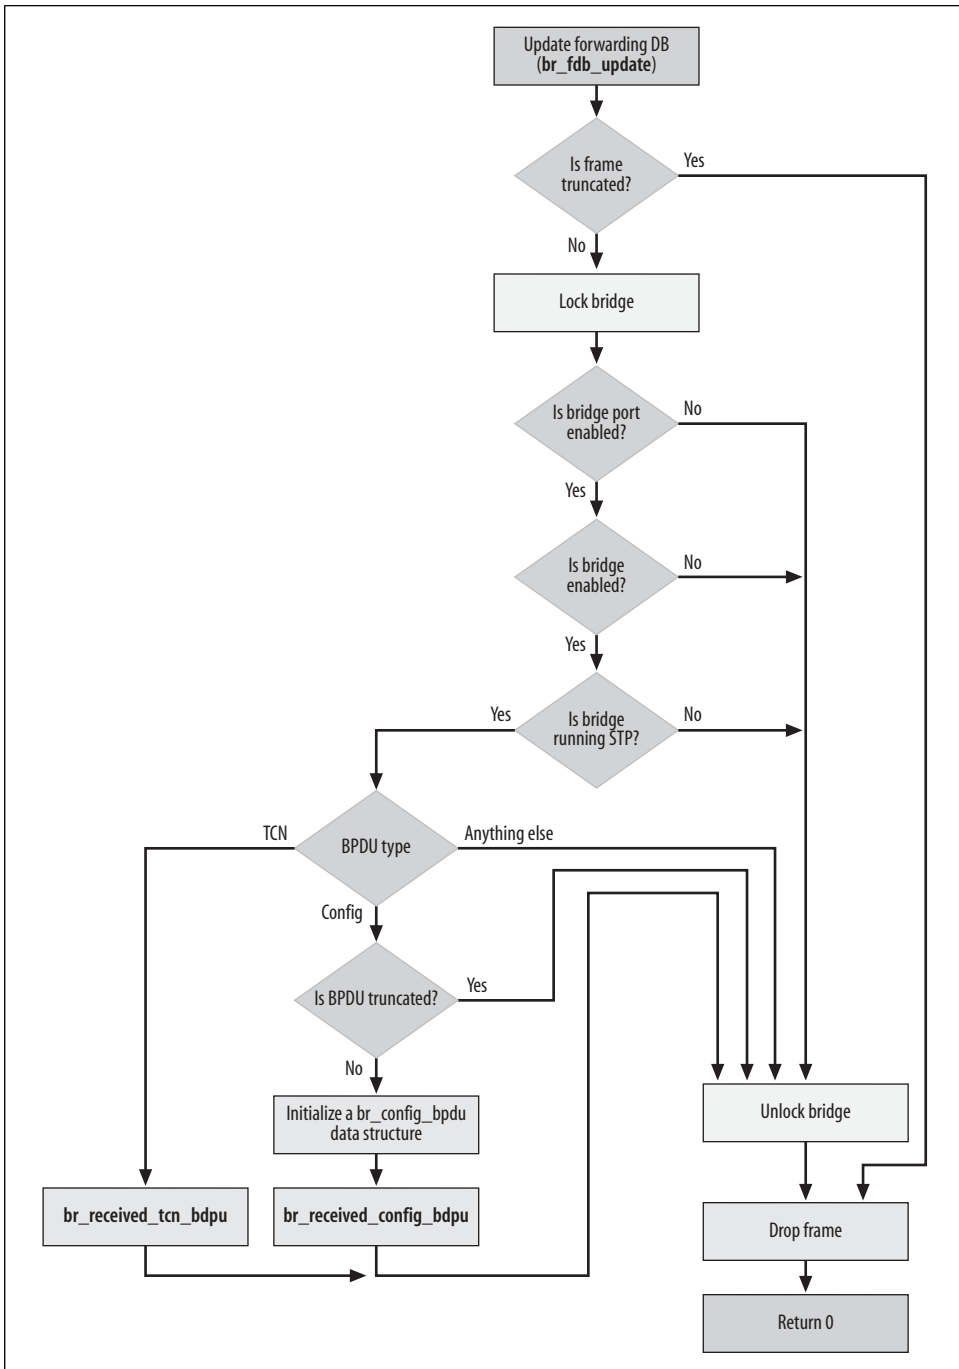 Update forwarding DB
(br_fdb_update)
Is frame
truncated?
Yes
No
Lock bridge
Is bridge port
enabled?
No
Yes
Is bridge
enabled?
No
Yes
Is bridge
running STP?
Yes
No
BPDU type
TCN
Anything else
Config
Is BPDU truncated?
Yes
No
Initialize a br_config_bpdu
data structure
Unlock bridge
br_received_tcn_bdpu
br_received_config_bdpu
Drop frame
Return 0